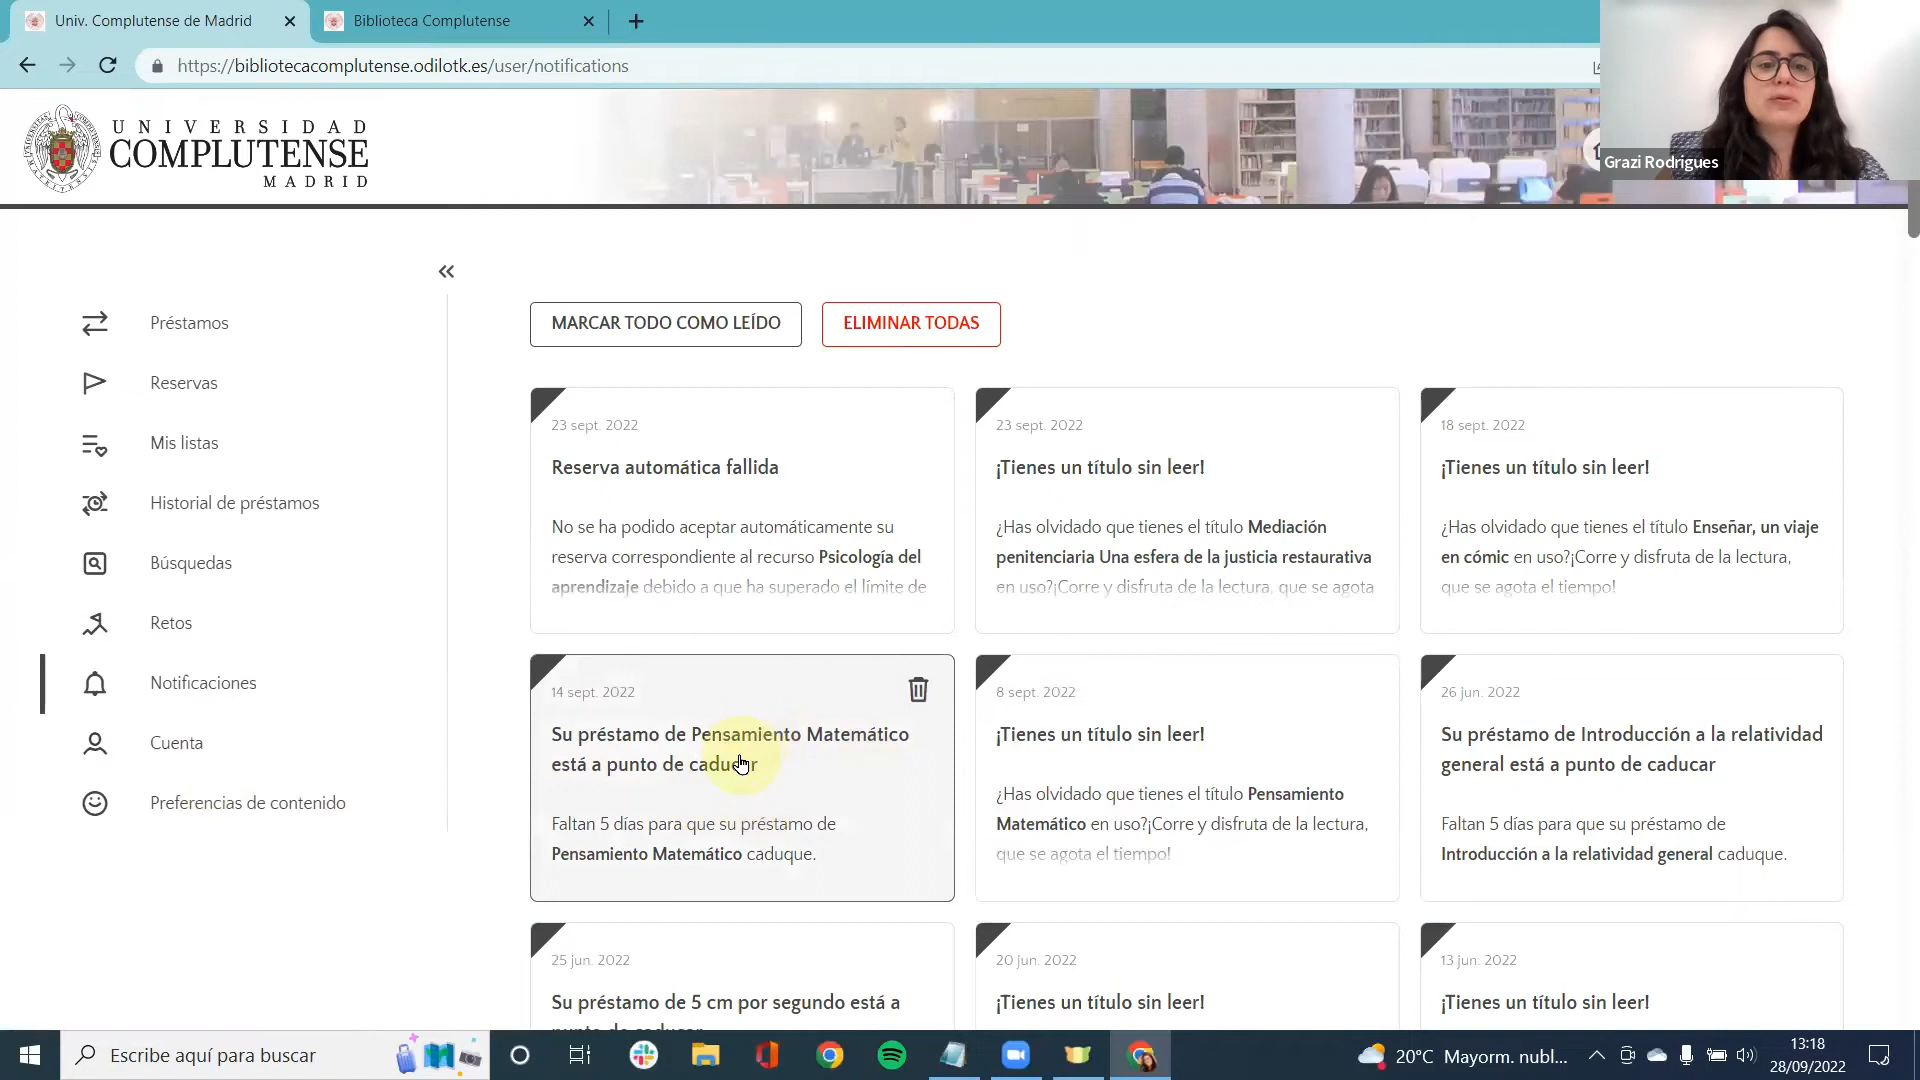 Univ. Complutense de Madrid
Biblioteca Complutense
https://bibliotecacomplutense.odilotk.es/user/notifications
UNIVERSIDAD
COMPLUTENSE
MADRID
Grazi Rodrigues
Préstamos
Reservas
Mis listas
Historial de préstamos
Búsquedas
Retos
Notificaciones
Cuenta
Preferencias de contenido
MARCAR TODO COMO LEÍDO
ELIMINAR TODAS
23 sept. 2022
Reserva automática fallida
No se ha podido aceptar automáticamente su
reserva correspondiente al recurso Psicología del
aprendizaje debido a que ha superado el límite de
23 sept. 2022
¡Tienes un título sin leer!
¿Has olvidado que tienes el título Mediación
penitenciaria Una esfera de la justicia restaurativa
en uso?¡Corre y disfruta de la lectura, que se agota
18 sept. 2022
¡Tienes un título sin leer!
¿Has olvidado que tienes el título Enseñar, un viaje
en cómic en uso?¡Corre y disfruta de la lectura,
que se agota el tiempo!
14 sept. 2022
Su préstamo de Pensamiento Matemático
está a punto de caducar
Faltan 5 días para que su préstamo de
Pensamiento Matemático caduque.
8 sept. 2022
¡Tienes un título sin leer!
¿Has olvidado que tienes el título Pensamiento
Matemático en uso?¡Corre y disfruta de la lectura,
que se agota el tiempo!
26 jun. 2022
Su préstamo de Introducción a la relatividad
general está a punto de caducar
Faltan 5 días para que su préstamo de
Introducción a la relatividad general caduque.
25 jun. 2022
Su préstamo de 5 cm por segundo está a
punto de caducar
20 jun. 2022
¡Tienes un título sin leer!
13 jun. 2022
¡Tienes un título sin leer!
Escribe aquí para buscar
20°C Mayorm. nubl...
13:18
28/09/2022